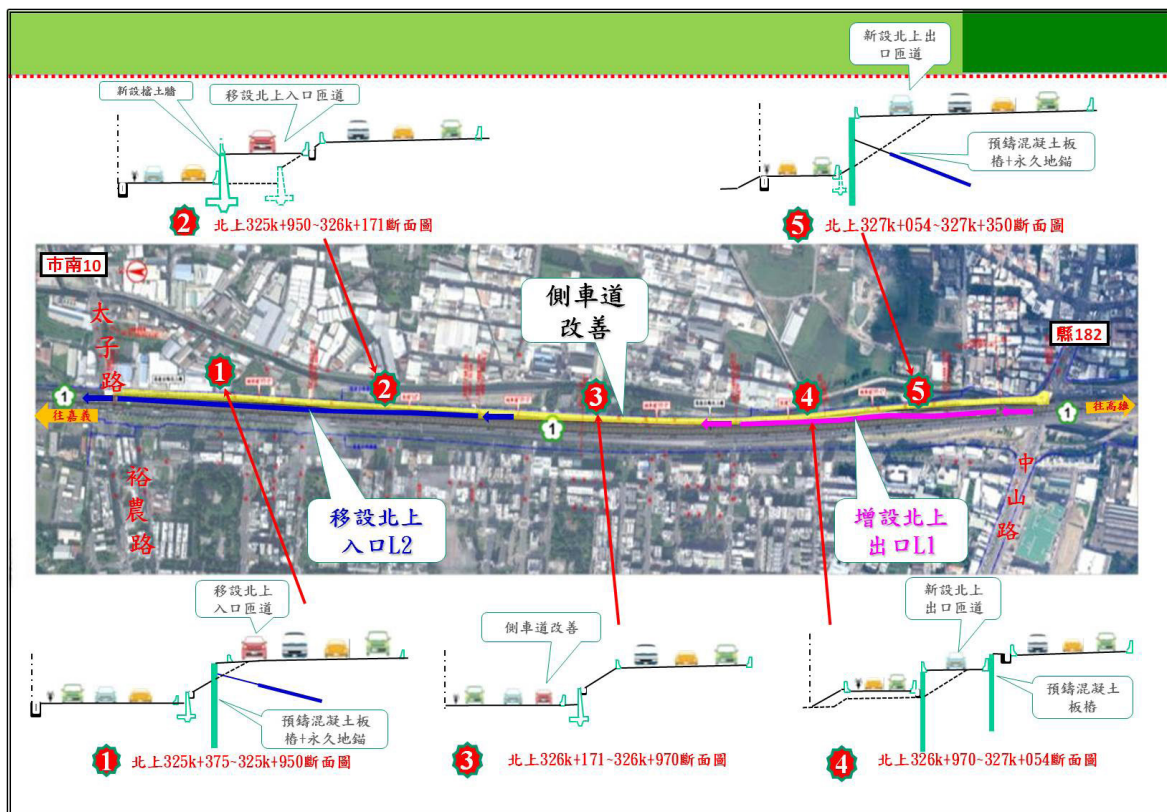 新設北上出
口匝道
新設擋土牆
移設北上入口匝道
預鑄混凝土板
樁+永久地錨
2
北上325k+950~326k+171斷面圖
5
北上327k+054~327k+350斷面圖
市南10
太子路
側車道
改善
縣182
1
2
3
4
5
1
往嘉義
1
1
往高雄
裕農路
移設北上
入口L2
增設北上
出口L1
中山路
移設北上
入口匝道
側車道改善
新設北上
出口匝道
預鑄混凝土板
樁+永久地錨
預鑄混凝土
板樁
1
北上325k+375~325k+950斷面圖
3
北上326k+171~326k+970斷面圖
4
北上326k+970~327k+054斷面圖